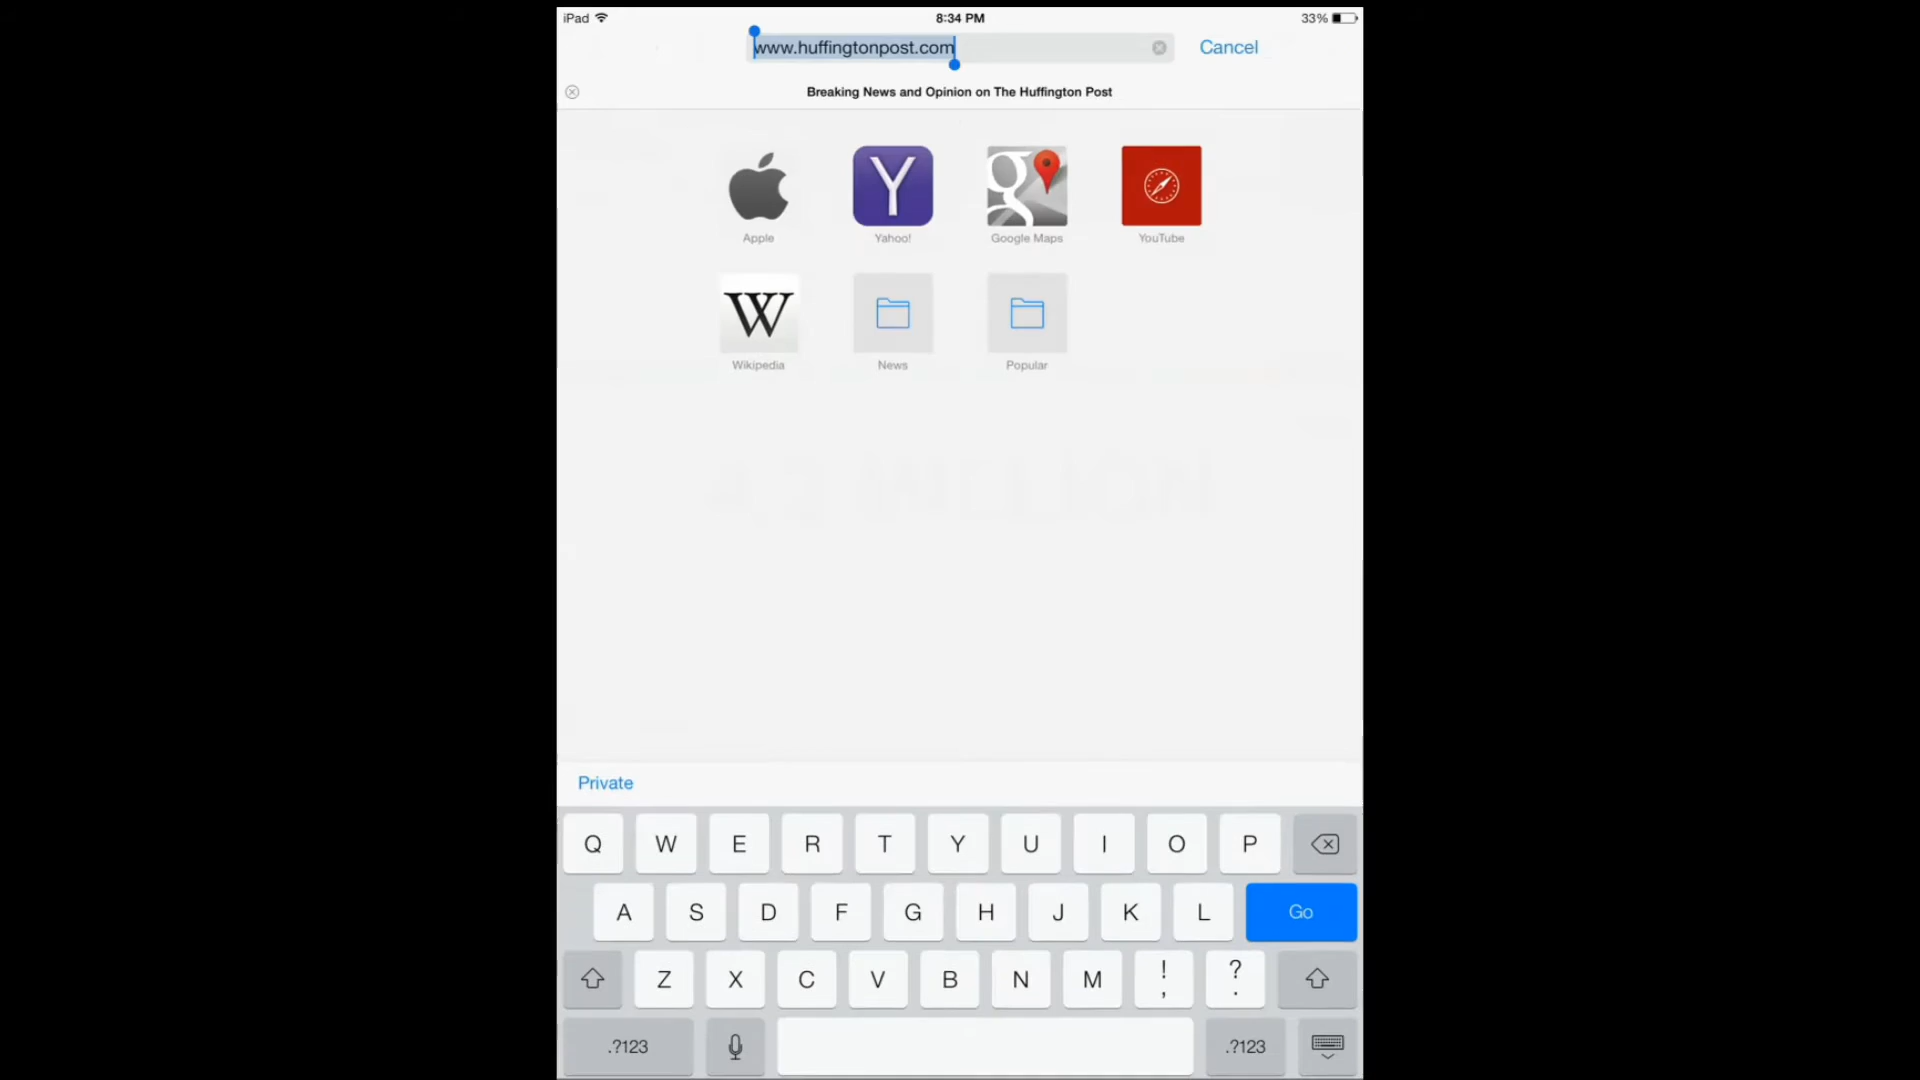 iPad 8:34 PM 33%
www.huffingtonpost.com Cancel
Breaking News and Opinion on The Huffington Post
Apple Yahoo! Google Maps YouTube
Wikipedia News Popular
Private
Q W E R T Y U I O P
A S D F G H J K L Go
Z X C V B N M ! , ? .
.?123 .?123